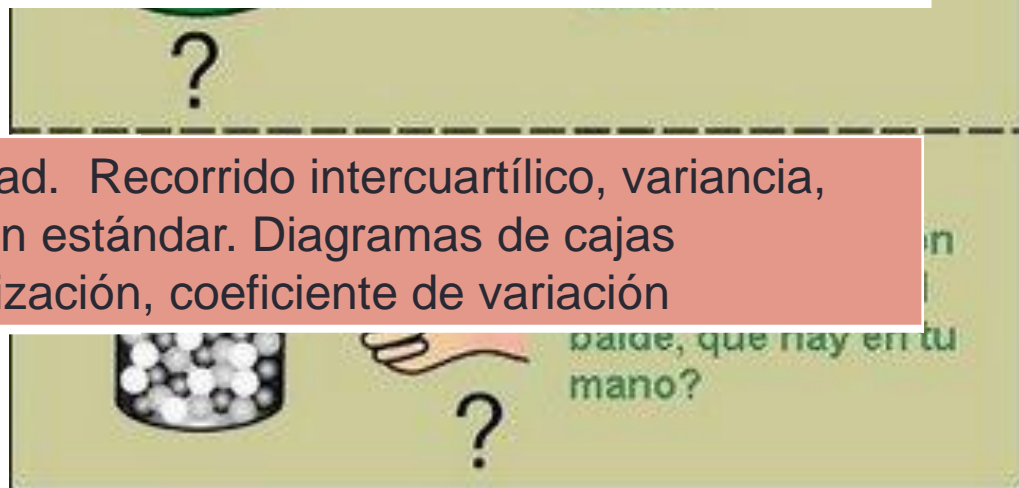 ?
ad. Recorrido intercuartílico, variancia,
n estándar. Diagramas de cajas
ización, coeficiente de variación
n
balde, que hay en tu
mano?
?